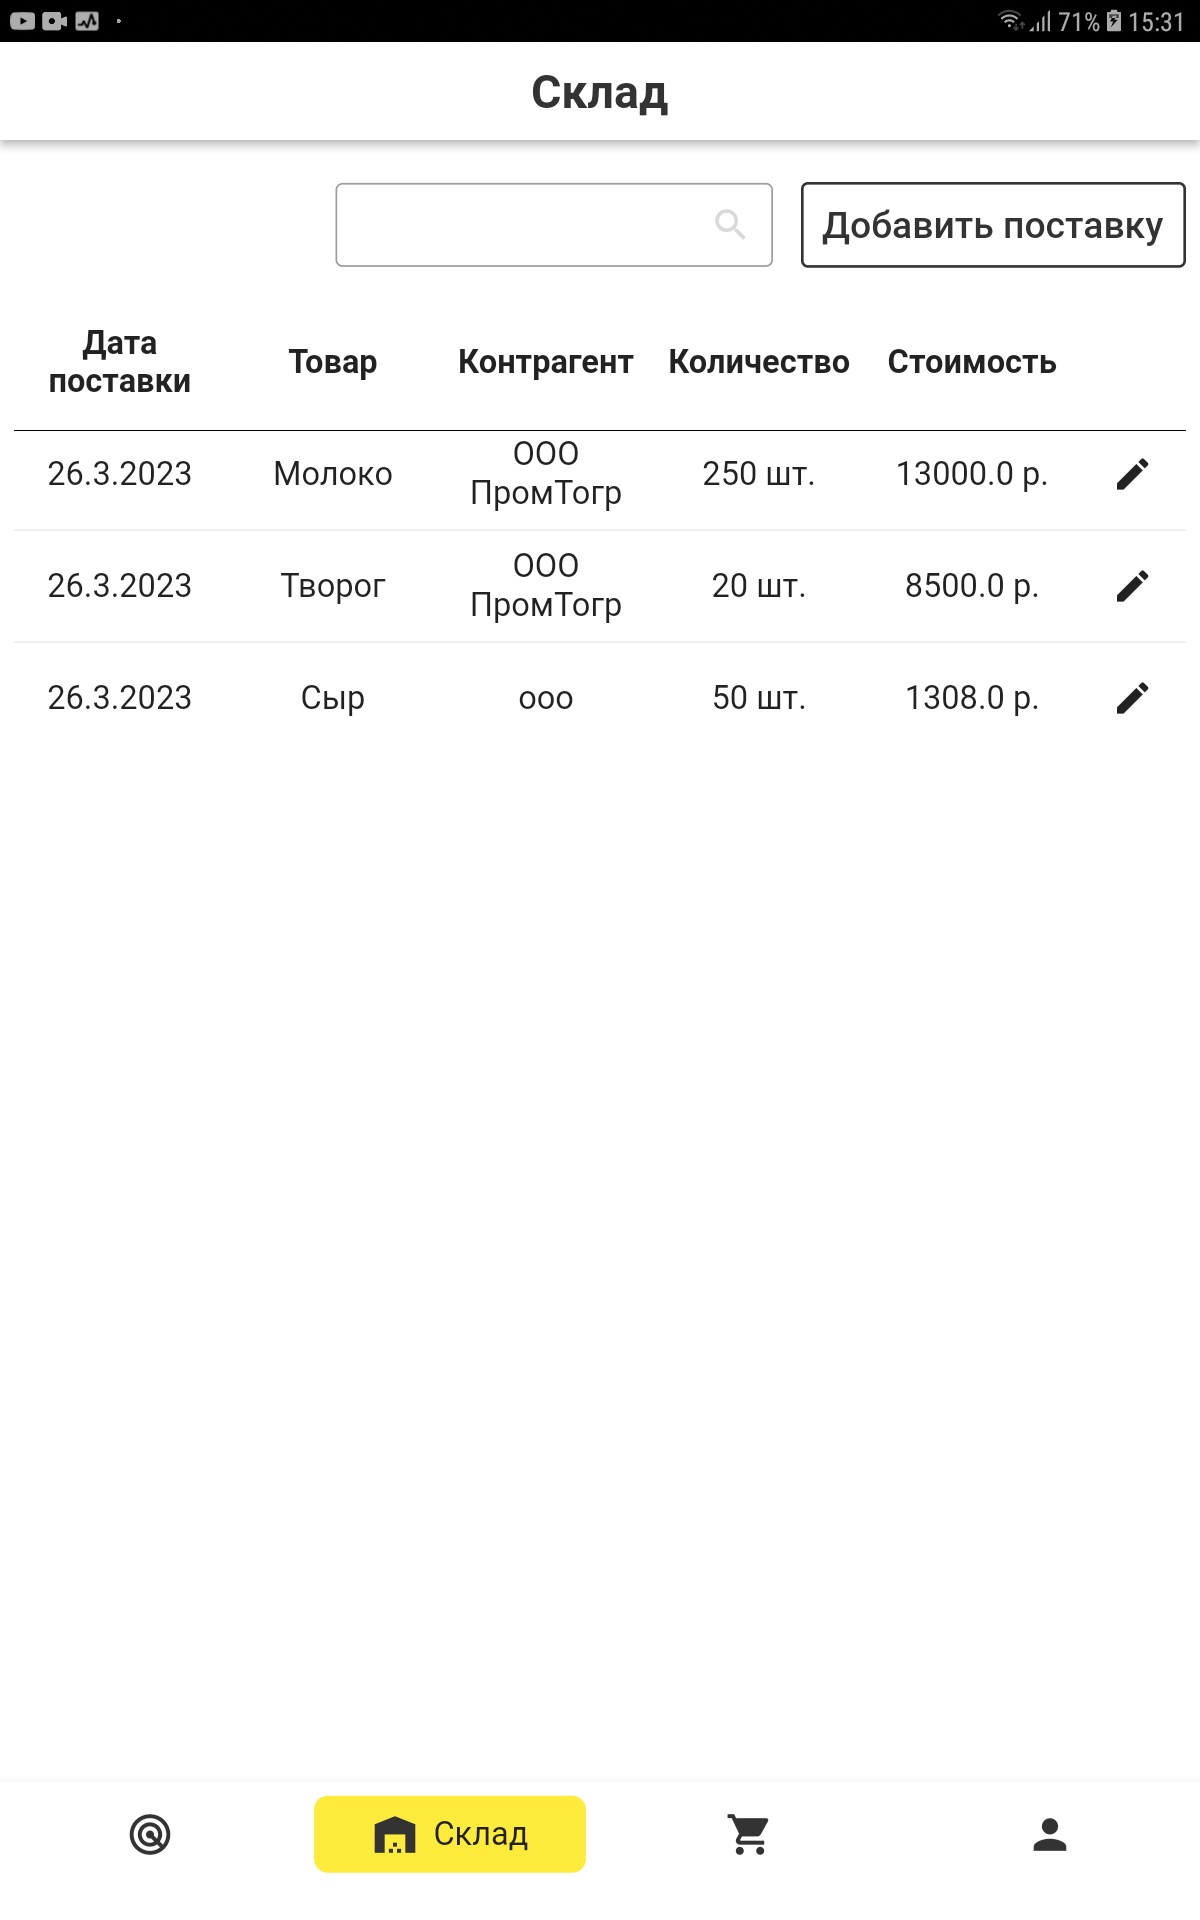 71% 15:31
Склад
Добавить поставку
Дата поставки Товар Контрагент Количество Стоимость
26.3.2023 Молоко ООО ПромТогр 250 шт. 13000.0 р.
26.3.2023 Творог ООО ПромТогр 20 шт. 8500.0 р.
26.3.2023 Сыр ооо 50 шт. 1308.0 р.
Склад